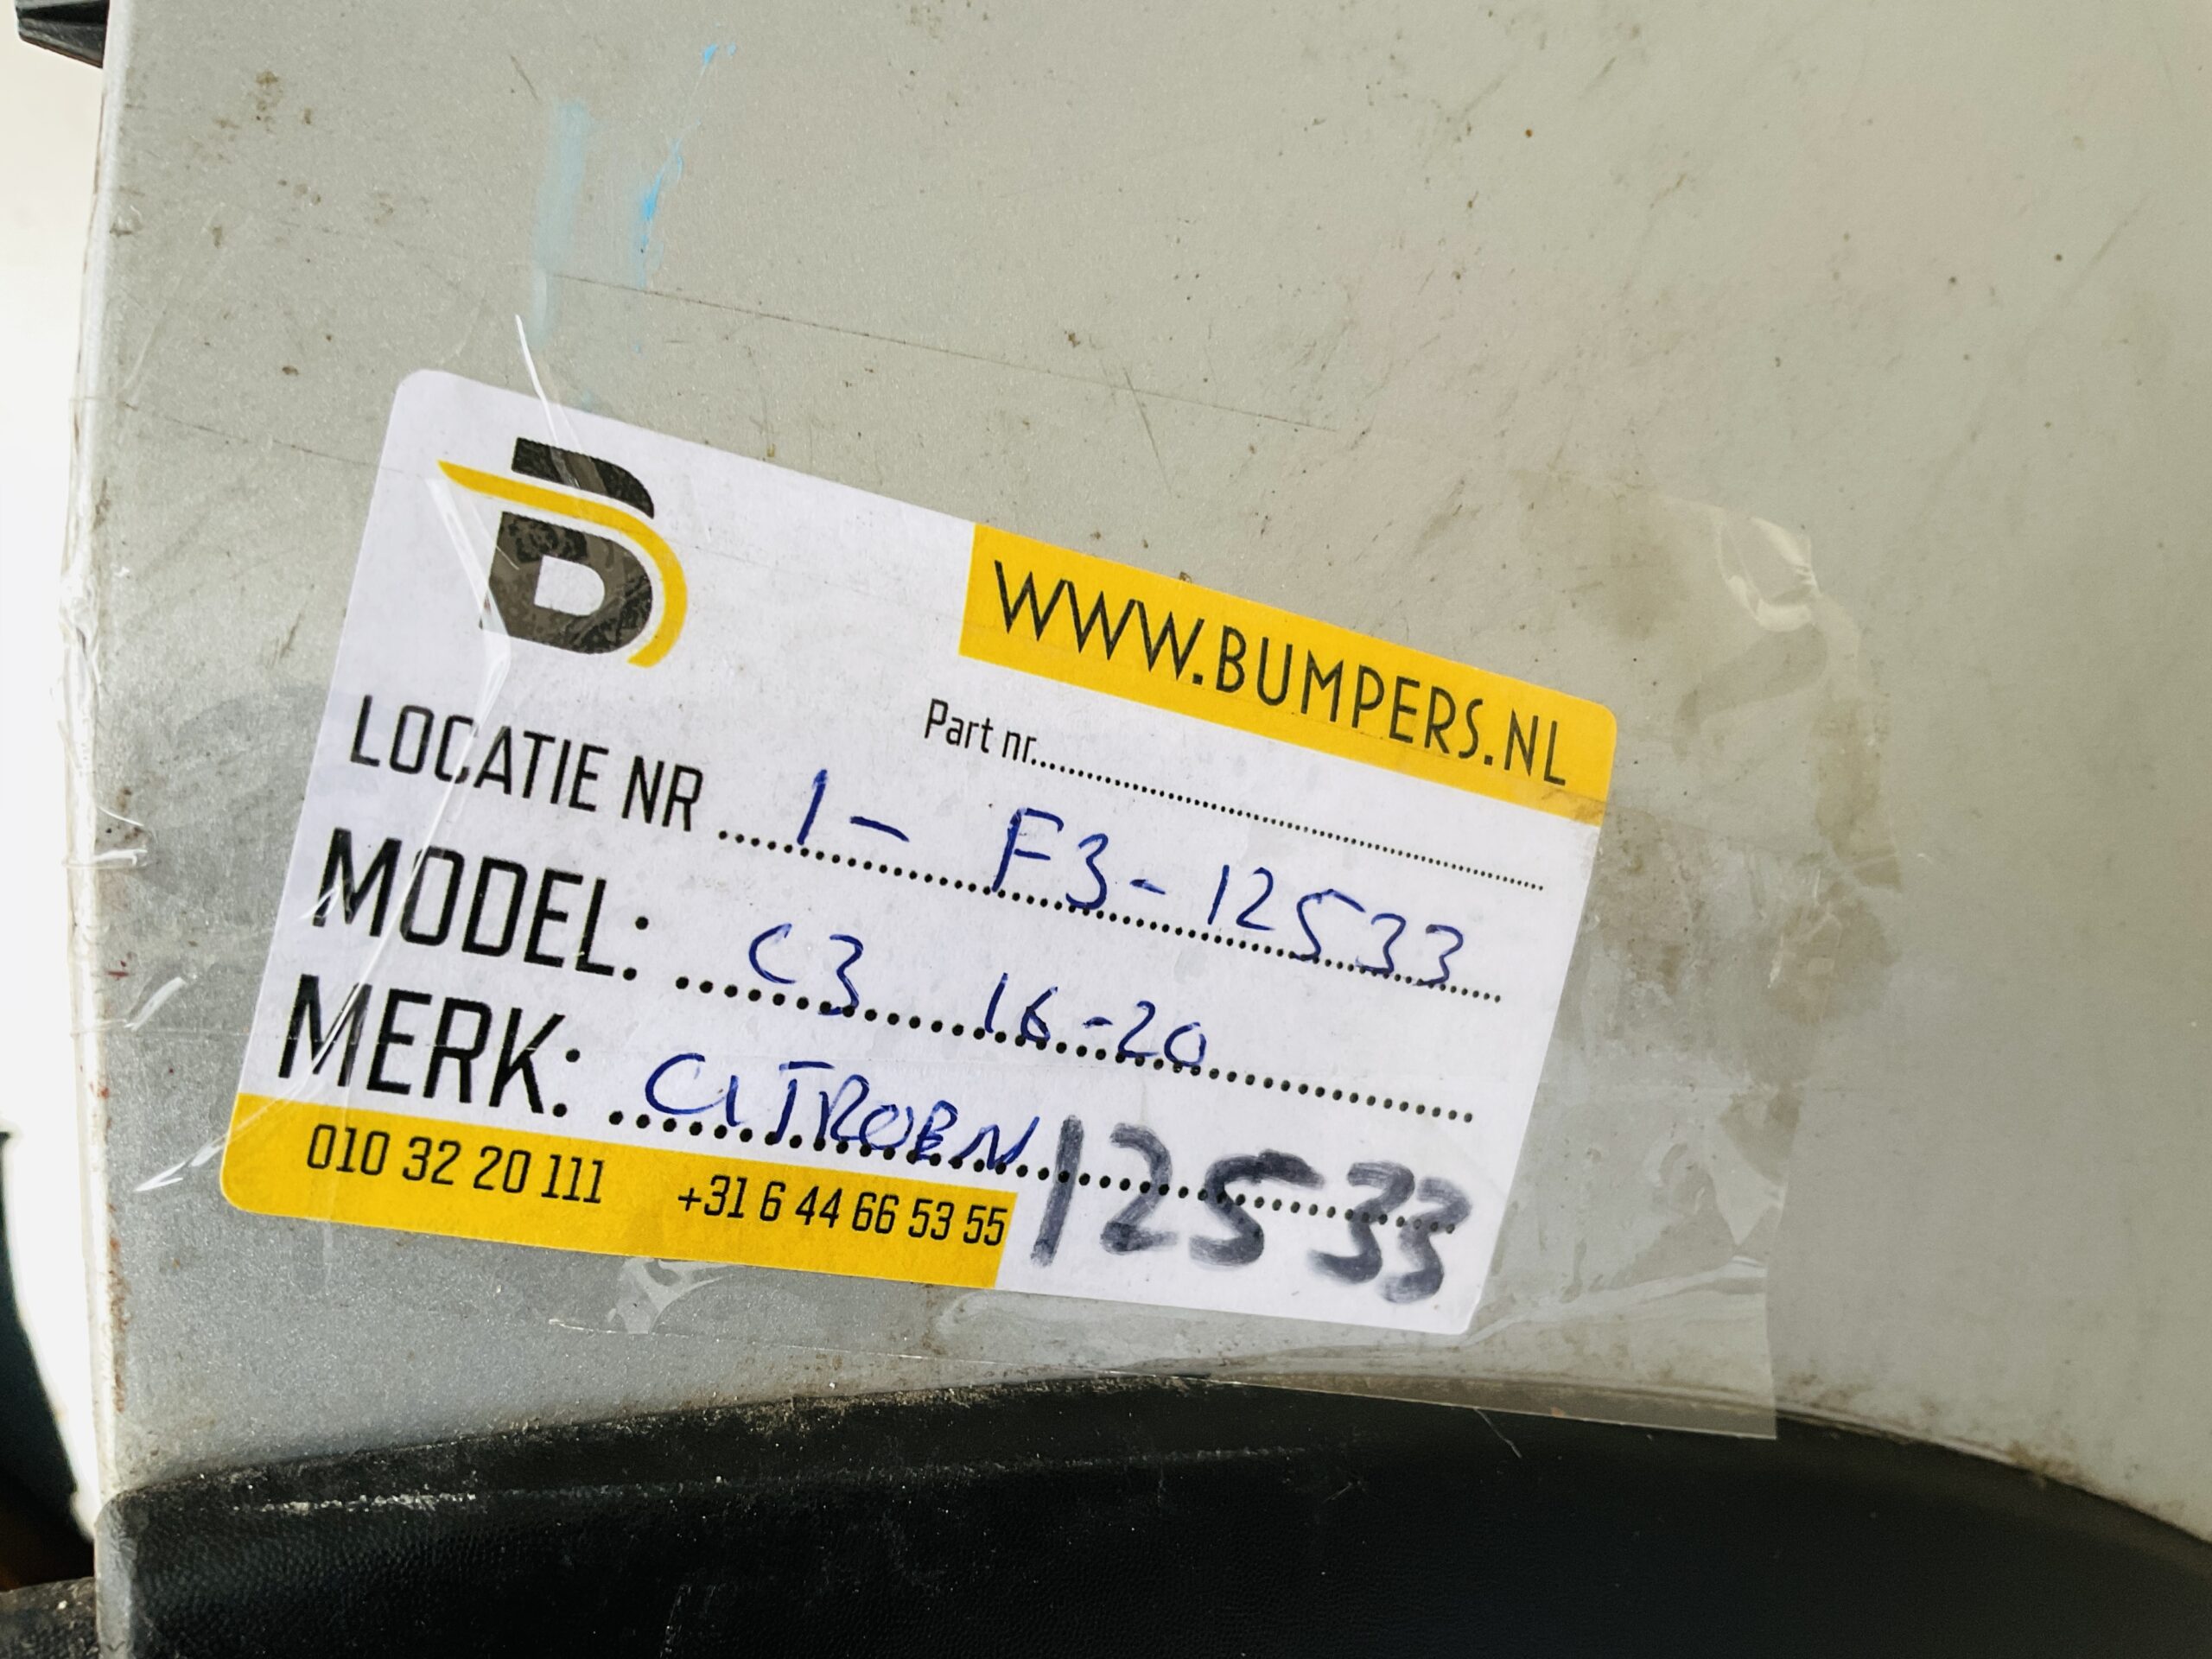 B
WWW.BUMPERS.NL
Part nr.............................................
LOCATIE NR .... 1 - F3 - 12533
MODEL: ... C3 16-20
MERK: ... CITROEN
12533
010 32 20 111 +31 6 44 66 53 55